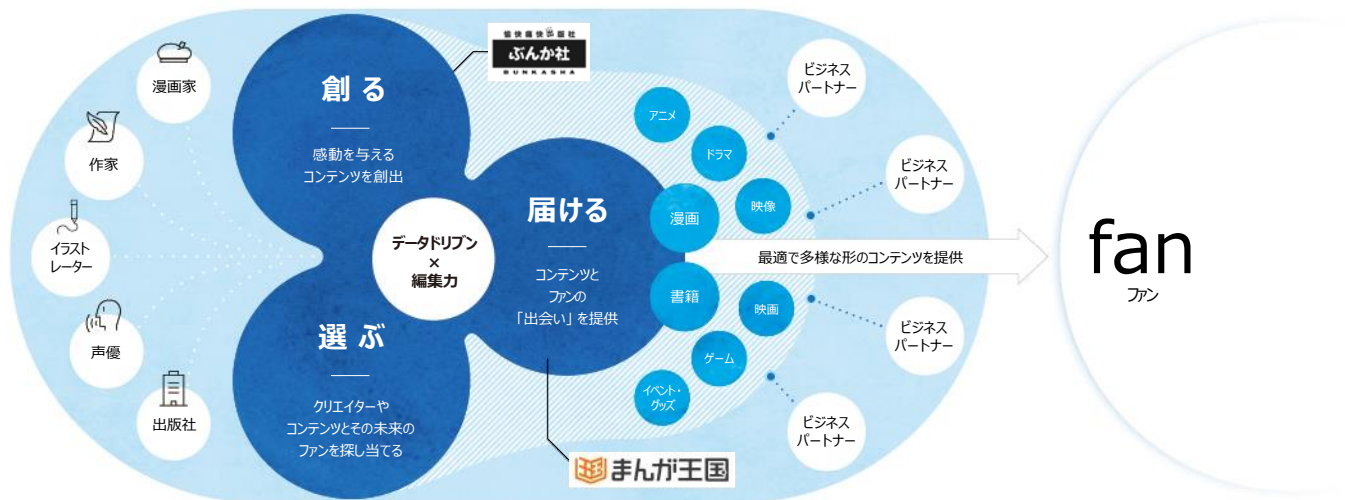 漫画家
作家
イラスト
レーター
声優
出版社
創る
感動を与える
コンテンツを創出
愉快痛快出版社
ぶんか社
BUNKASHA
データドリブン
×
編集力
選ぶ
クリエイターや
コンテンツとその未来の
ファンを探し当てる
届ける
コンテンツと
ファンの
「出会い」を提供
まんが王国
アニメ
ドラマ
映像
漫画
書籍
映画
ゲーム
イベント・
グッズ
ビジネス
パートナー
ビジネス
パートナー
最適で多様な形のコンテンツを提供
ビジネス
パートナー
ビジネス
パートナー
fan
ファン